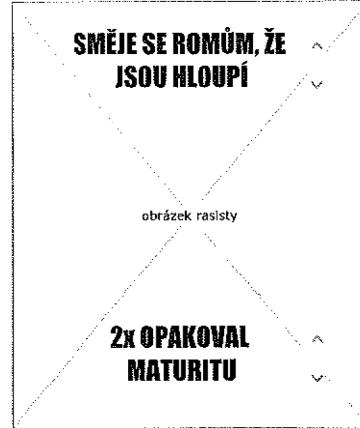 SMĚJE SE ROMŮM, ŽE
JSOU HLOUPÍ
obrázek rasisty
2x OPAKOVAL
MATURITU